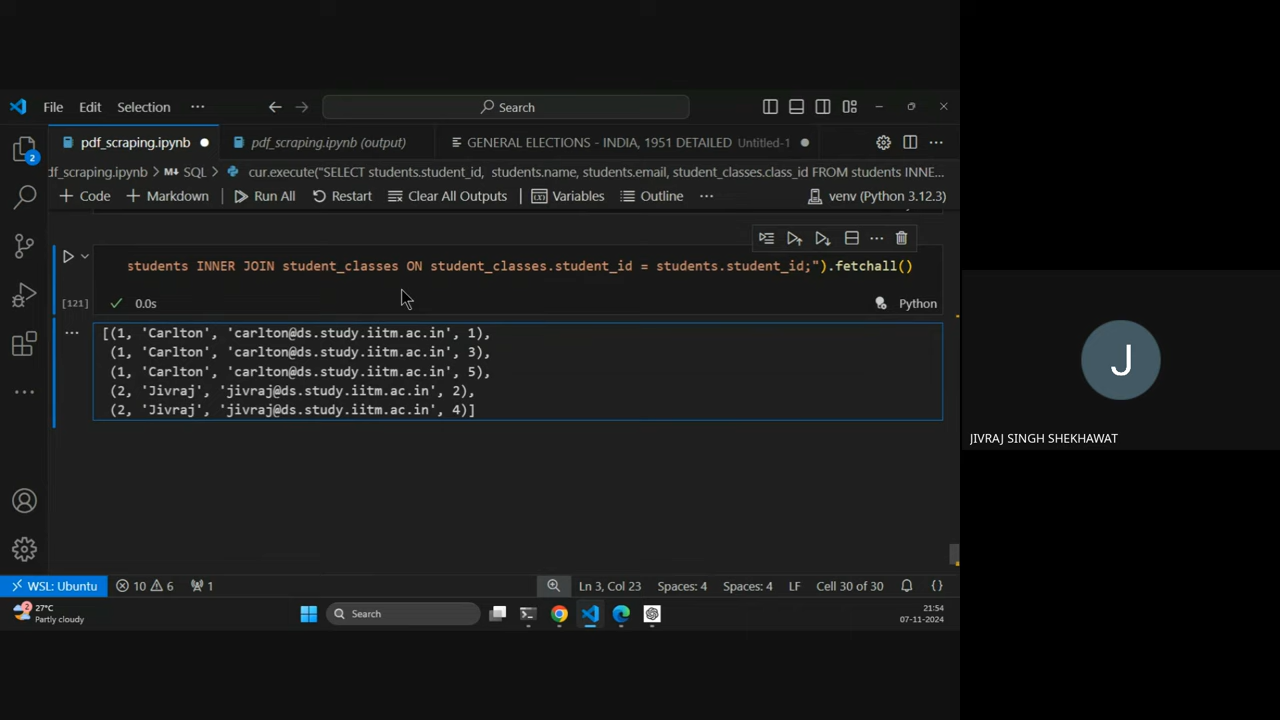 File Edit Selection ··· Search
pdf_scraping.ipynb pdf_scraping.ipynb (output) GENERAL ELECTIONS - INDIA, 1951 DETAILED Untitled-1
2
df_scraping.ipynb > M↓ SQL > cur.execute("SELECT students.student_id, students.name, students.email, student_classes.class_id FROM students INNE...
+ Code + Markdown Run All Restart Clear All Outputs Variables Outline ··· venv (Python 3.12.3)
students INNER JOIN student_classes ON student_classes.student_id = students.student_id;").fetchall()
[121] 0.0s Python
[(1, 'Carlton', 'carlton@ds.study.iitm.ac.in', 1),
(1, 'Carlton', 'carlton@ds.study.iitm.ac.in', 3),
(1, 'Carlton', 'carlton@ds.study.iitm.ac.in', 5),
(2, 'Jivraj', 'jivraj@ds.study.iitm.ac.in', 2),
(2, 'Jivraj', 'jivraj@ds.study.iitm.ac.in', 4)]
J
JIVRAJ SINGH SHEKHAWAT
WSL: Ubuntu 10 6 1 Ln 3, Col 23 Spaces: 4 Spaces: 4 LF Cell 30 of 30 {}
2 27°C
Partly cloudy
Search
21:54
07-11-2024